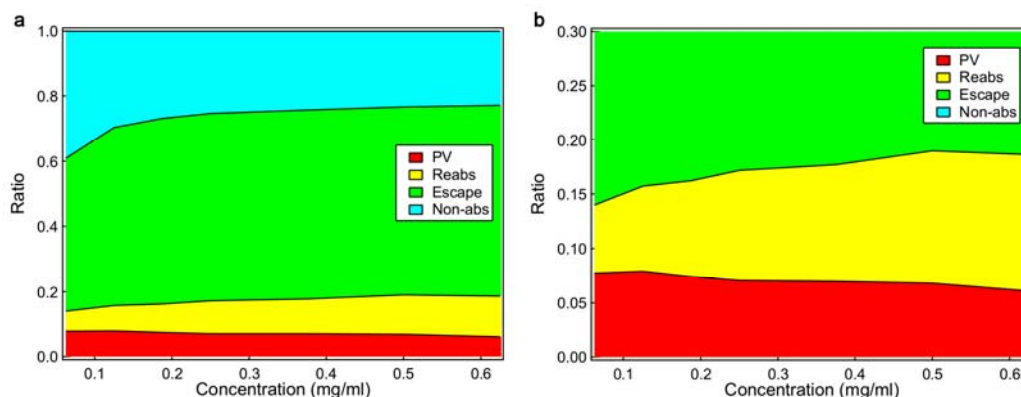 a
1.0
0.8
0.6
0.4
0.2
0.0
Ratio
PV
Reabs
Escape
Non-abs
0.1 0.2 0.3 0.4 0.5 0.6
Concentration (mg/ml)
b
0.30
0.25
0.20
0.15
0.10
0.05
0.00
Ratio
PV
Reabs
Escape
Non-abs
0.1 0.2 0.3 0.4 0.5 0.6
Concentration (mg/ml)